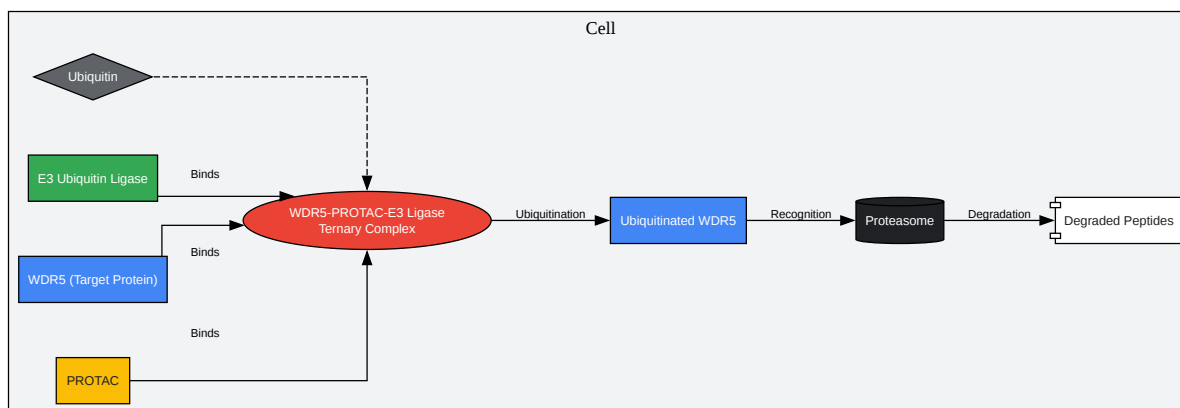 Cell
Ubiquitin
E3 Ubiquitin Ligase
Binds
WDR5-PROTAC-E3 Ligase
Ternary Complex
Ubiquitination
Ubiquitinated WDR5
Recognition
Proteasome
Degradation
Degraded Peptides
Binds
WDR5 (Target Protein)
Binds
PROTAC